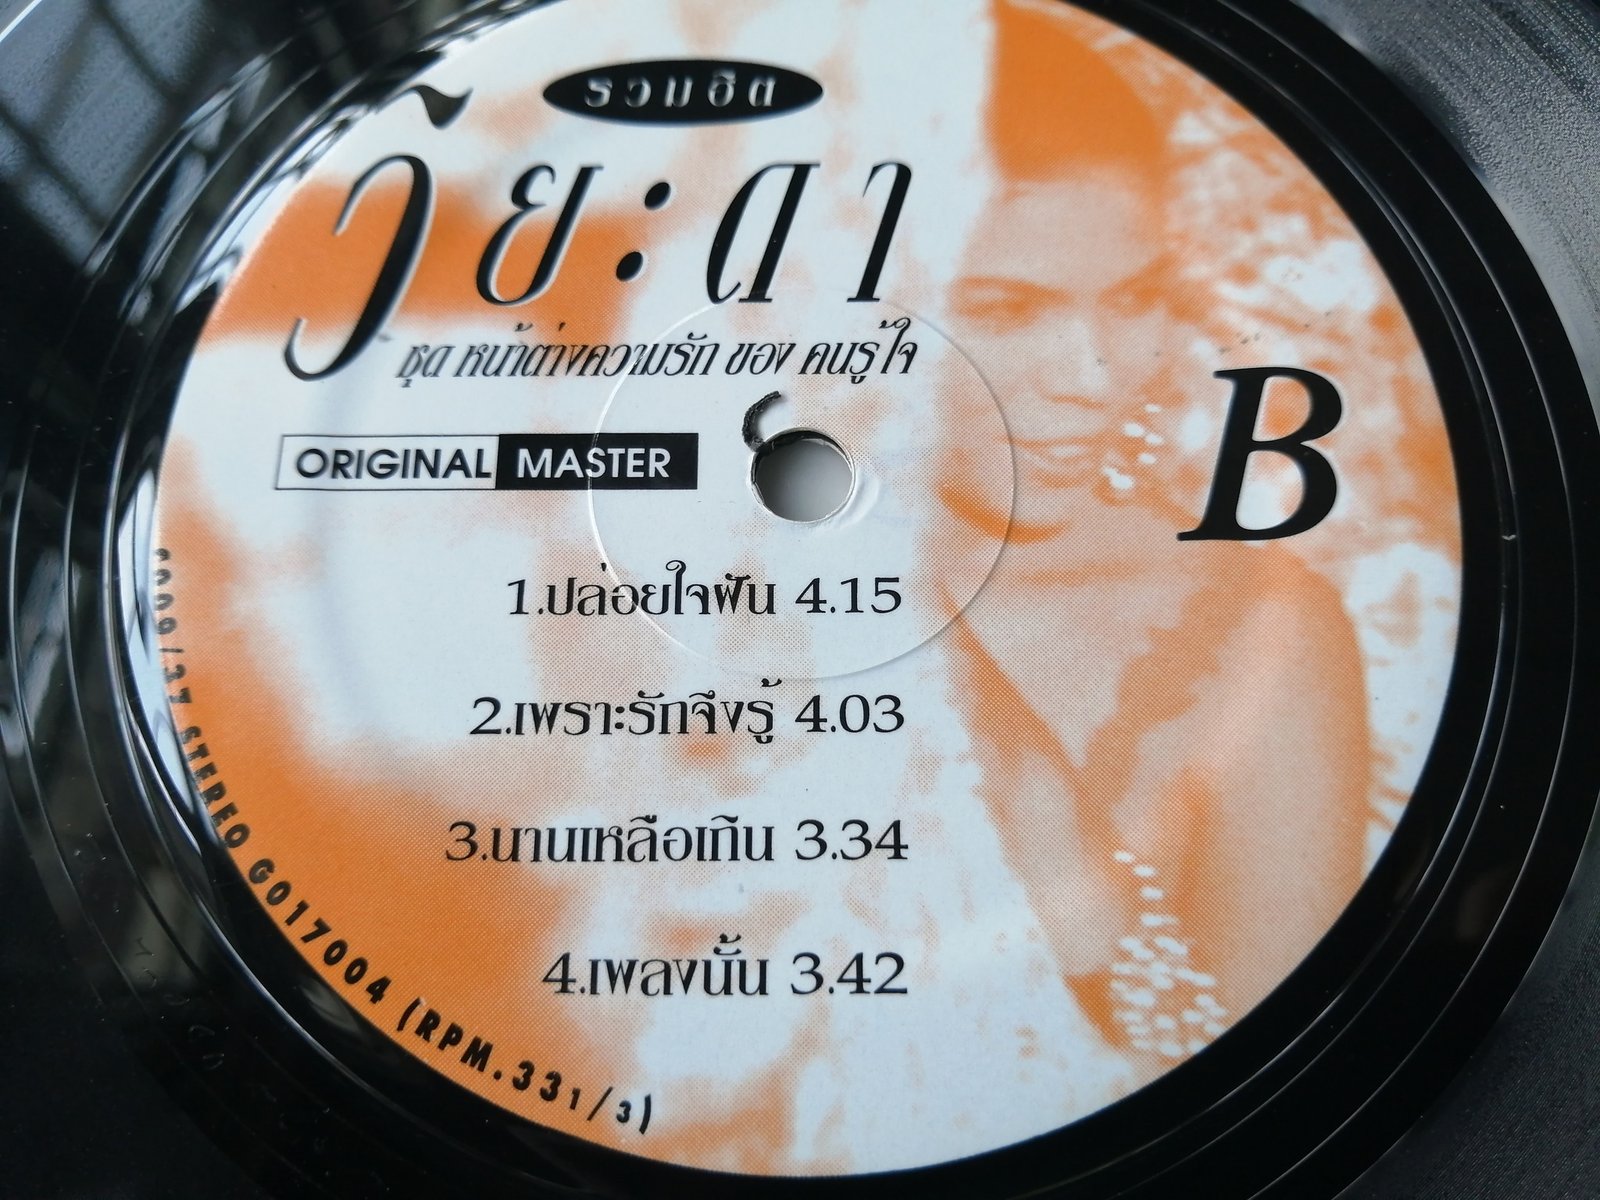 รวมฮิต
วิยะดา
ชุด หน้าต่างความรัก ของ คนรู้ใจ
ORIGINAL MASTER
B
1.ปล่อยใจฝัน 4.15
2.เพราะรักจึงรู้ 4.03
3.นานเหลือเกิน 3.34
4.เพลงนั้น 3.42
STEREO G017004 (RPM.33 1/3)